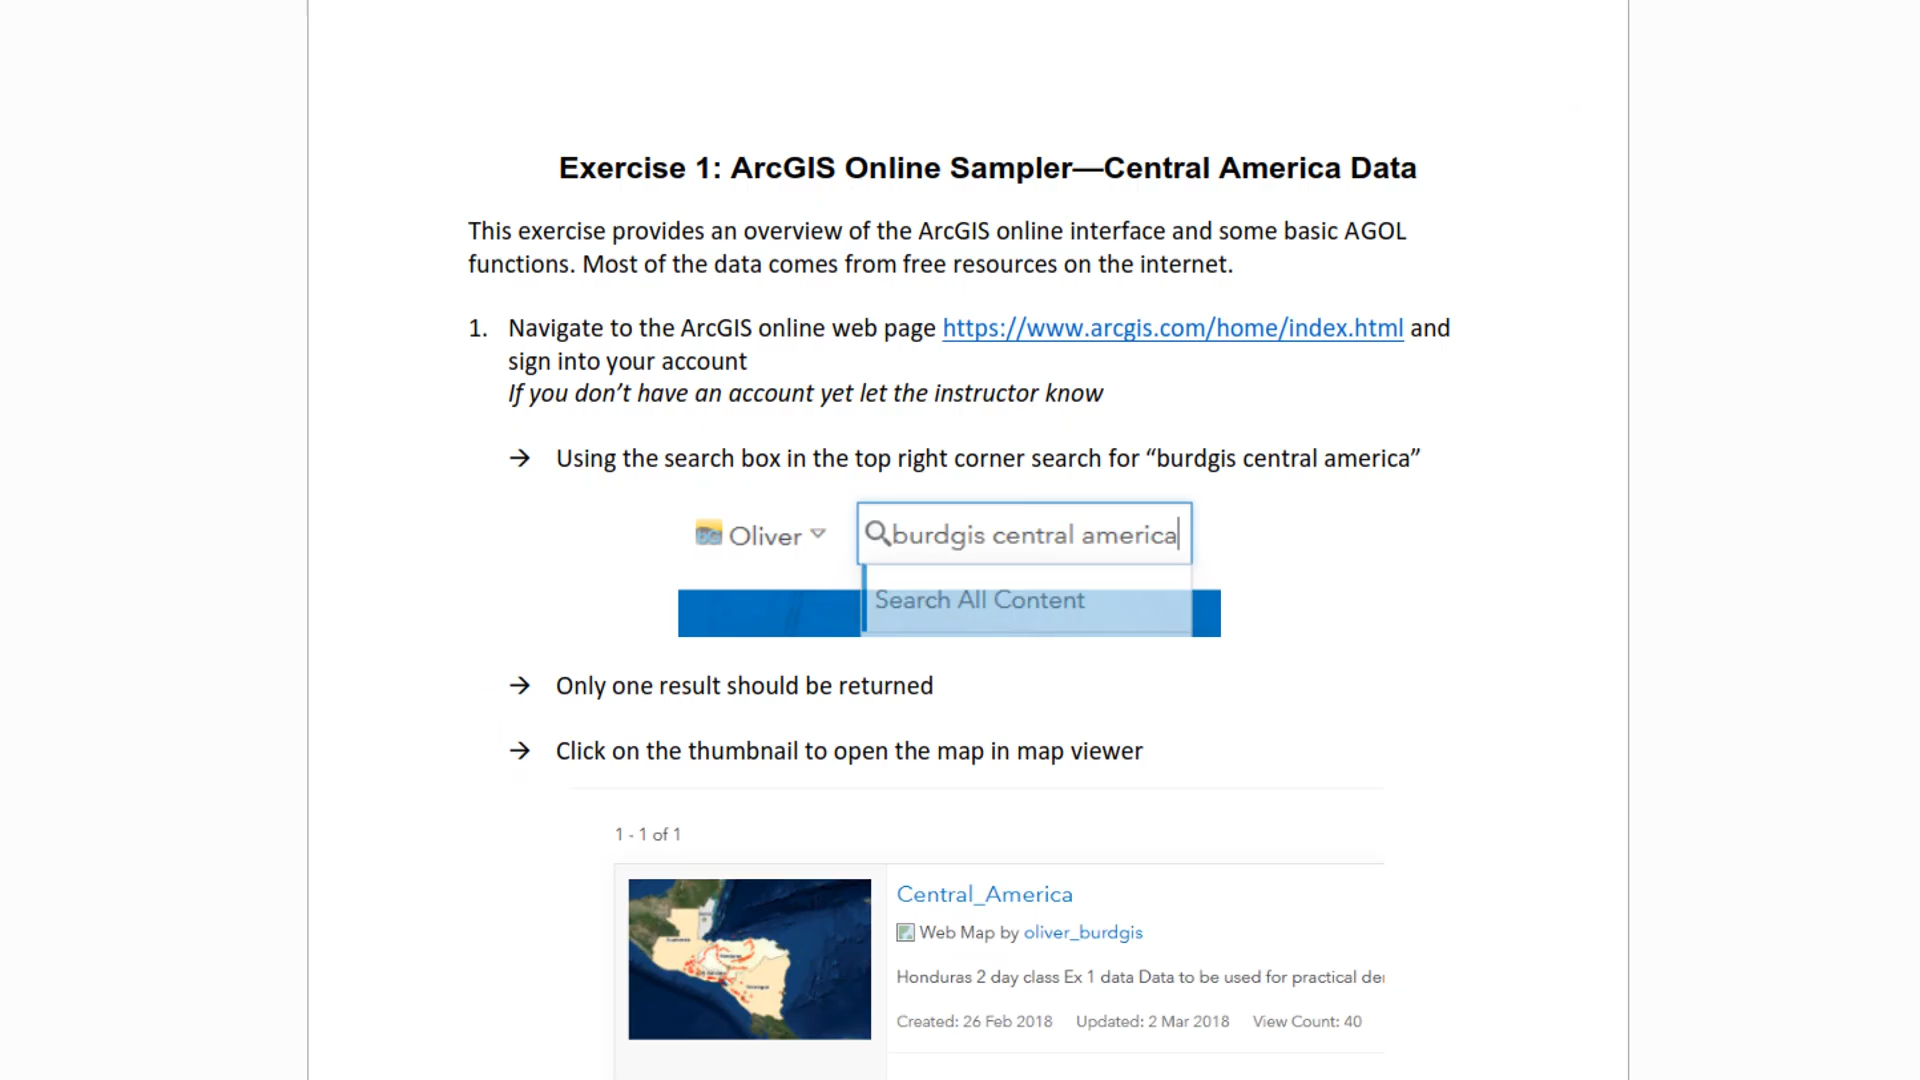 Exercise 1: ArcGIS Online Sampler—Central America Data
This exercise provides an overview of the ArcGIS online interface and some basic AGOL
functions. Most of the data comes from free resources on the internet.
1. Navigate to the ArcGIS online web page https://www.arcgis.com/home/index.html and
sign into your account
If you don’t have an account yet let the instructor know
→ Using the search box in the top right corner search for “burdgis central america”
Oliver burdgis central america
Search All Content
→ Only one result should be returned
→ Click on the thumbnail to open the map in map viewer
1 - 1 of 1
Central_America
Web Map by oliver_burdgis
Honduras 2 day class Ex 1 data Data to be used for practical
Created: 26 Feb 2018 Updated: 2 Mar 2018 View Count: 40